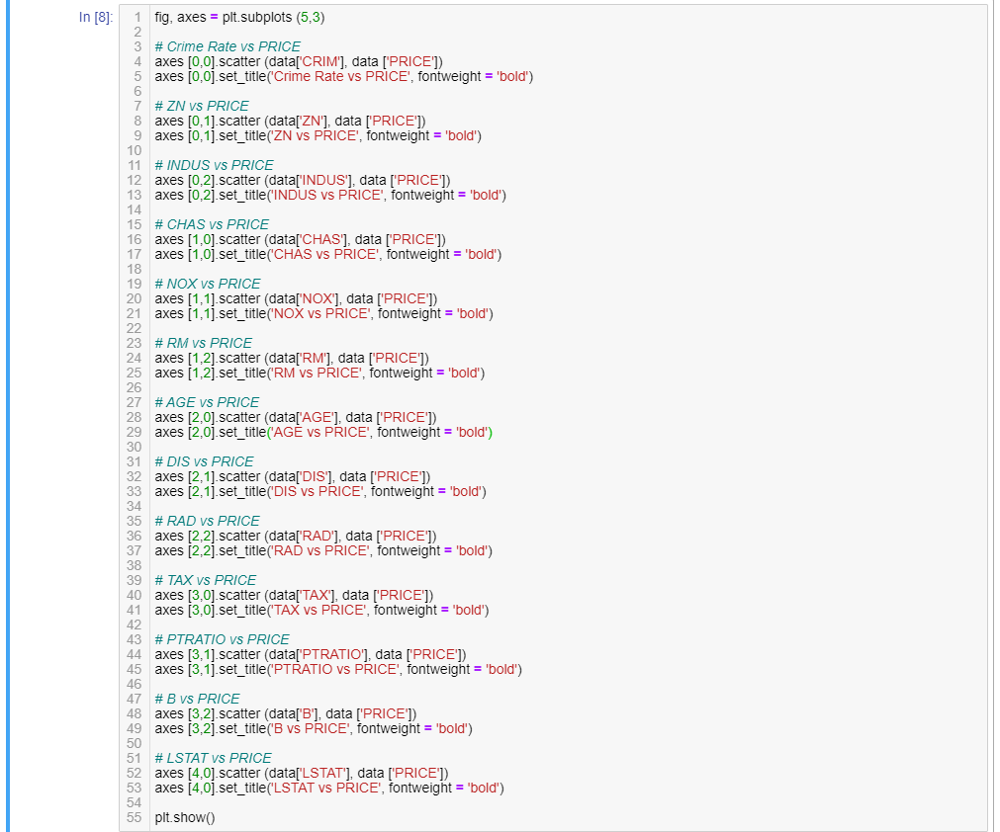 In [8]:
1 fig, axes = plt.subplots (5,3)
2
3 # Crime Rate vs PRICE
4 axes [0,0].scatter (data['CRIM'], data ['PRICE'])
5 axes [0,0].set_title('Crime Rate vs PRICE', fontweight = 'bold')
6
7 # ZN vs PRICE
8 axes [0,1].scatter (data['ZN'], data ['PRICE'])
9 axes [0,1].set_title('ZN vs PRICE', fontweight = 'bold')
10
11 # INDUS vs PRICE
12 axes [0,2].scatter (data['INDUS'], data ['PRICE'])
13 axes [0,2].set_title('INDUS vs PRICE', fontweight = 'bold')
14
15 # CHAS vs PRICE
16 axes [1,0].scatter (data['CHAS'], data ['PRICE'])
17 axes [1,0].set_title('CHAS vs PRICE', fontweight = 'bold')
18
19 # NOX vs PRICE
20 axes [1,1].scatter (data['NOX'], data ['PRICE'])
21 axes [1,1].set_title('NOX vs PRICE', fontweight = 'bold')
22
23 # RM vs PRICE
24 axes [1,2].scatter (data['RM'], data ['PRICE'])
25 axes [1,2].set_title('RM vs PRICE', fontweight = 'bold')
26
27 # AGE vs PRICE
28 axes [2,0].scatter (data['AGE'], data ['PRICE'])
29 axes [2,0].set_title('AGE vs PRICE', fontweight = 'bold')
30
31 # DIS vs PRICE
32 axes [2,1].scatter (data['DIS'], data ['PRICE'])
33 axes [2,1].set_title('DIS vs PRICE', fontweight = 'bold')
34
35 # RAD vs PRICE
36 axes [2,2].scatter (data['RAD'], data ['PRICE'])
37 axes [2,2].set_title('RAD vs PRICE', fontweight = 'bold')
38
39 # TAX vs PRICE
40 axes [3,0].scatter (data['TAX'], data ['PRICE'])
41 axes [3,0].set_title('TAX vs PRICE', fontweight = 'bold')
42
43 # PTRATIO vs PRICE
44 axes [3,1].scatter (data['PTRATIO'], data ['PRICE'])
45 axes [3,1].set_title('PTRATIO vs PRICE', fontweight = 'bold')
46
47 # B vs PRICE
48 axes [3,2].scatter (data['B'], data ['PRICE'])
49 axes [3,2].set_title('B vs PRICE', fontweight = 'bold')
50
51 # LSTAT vs PRICE
52 axes [4,0].scatter (data['LSTAT'], data ['PRICE'])
53 axes [4,0].set_title('LSTAT vs PRICE', fontweight = 'bold')
54
55 plt.show()